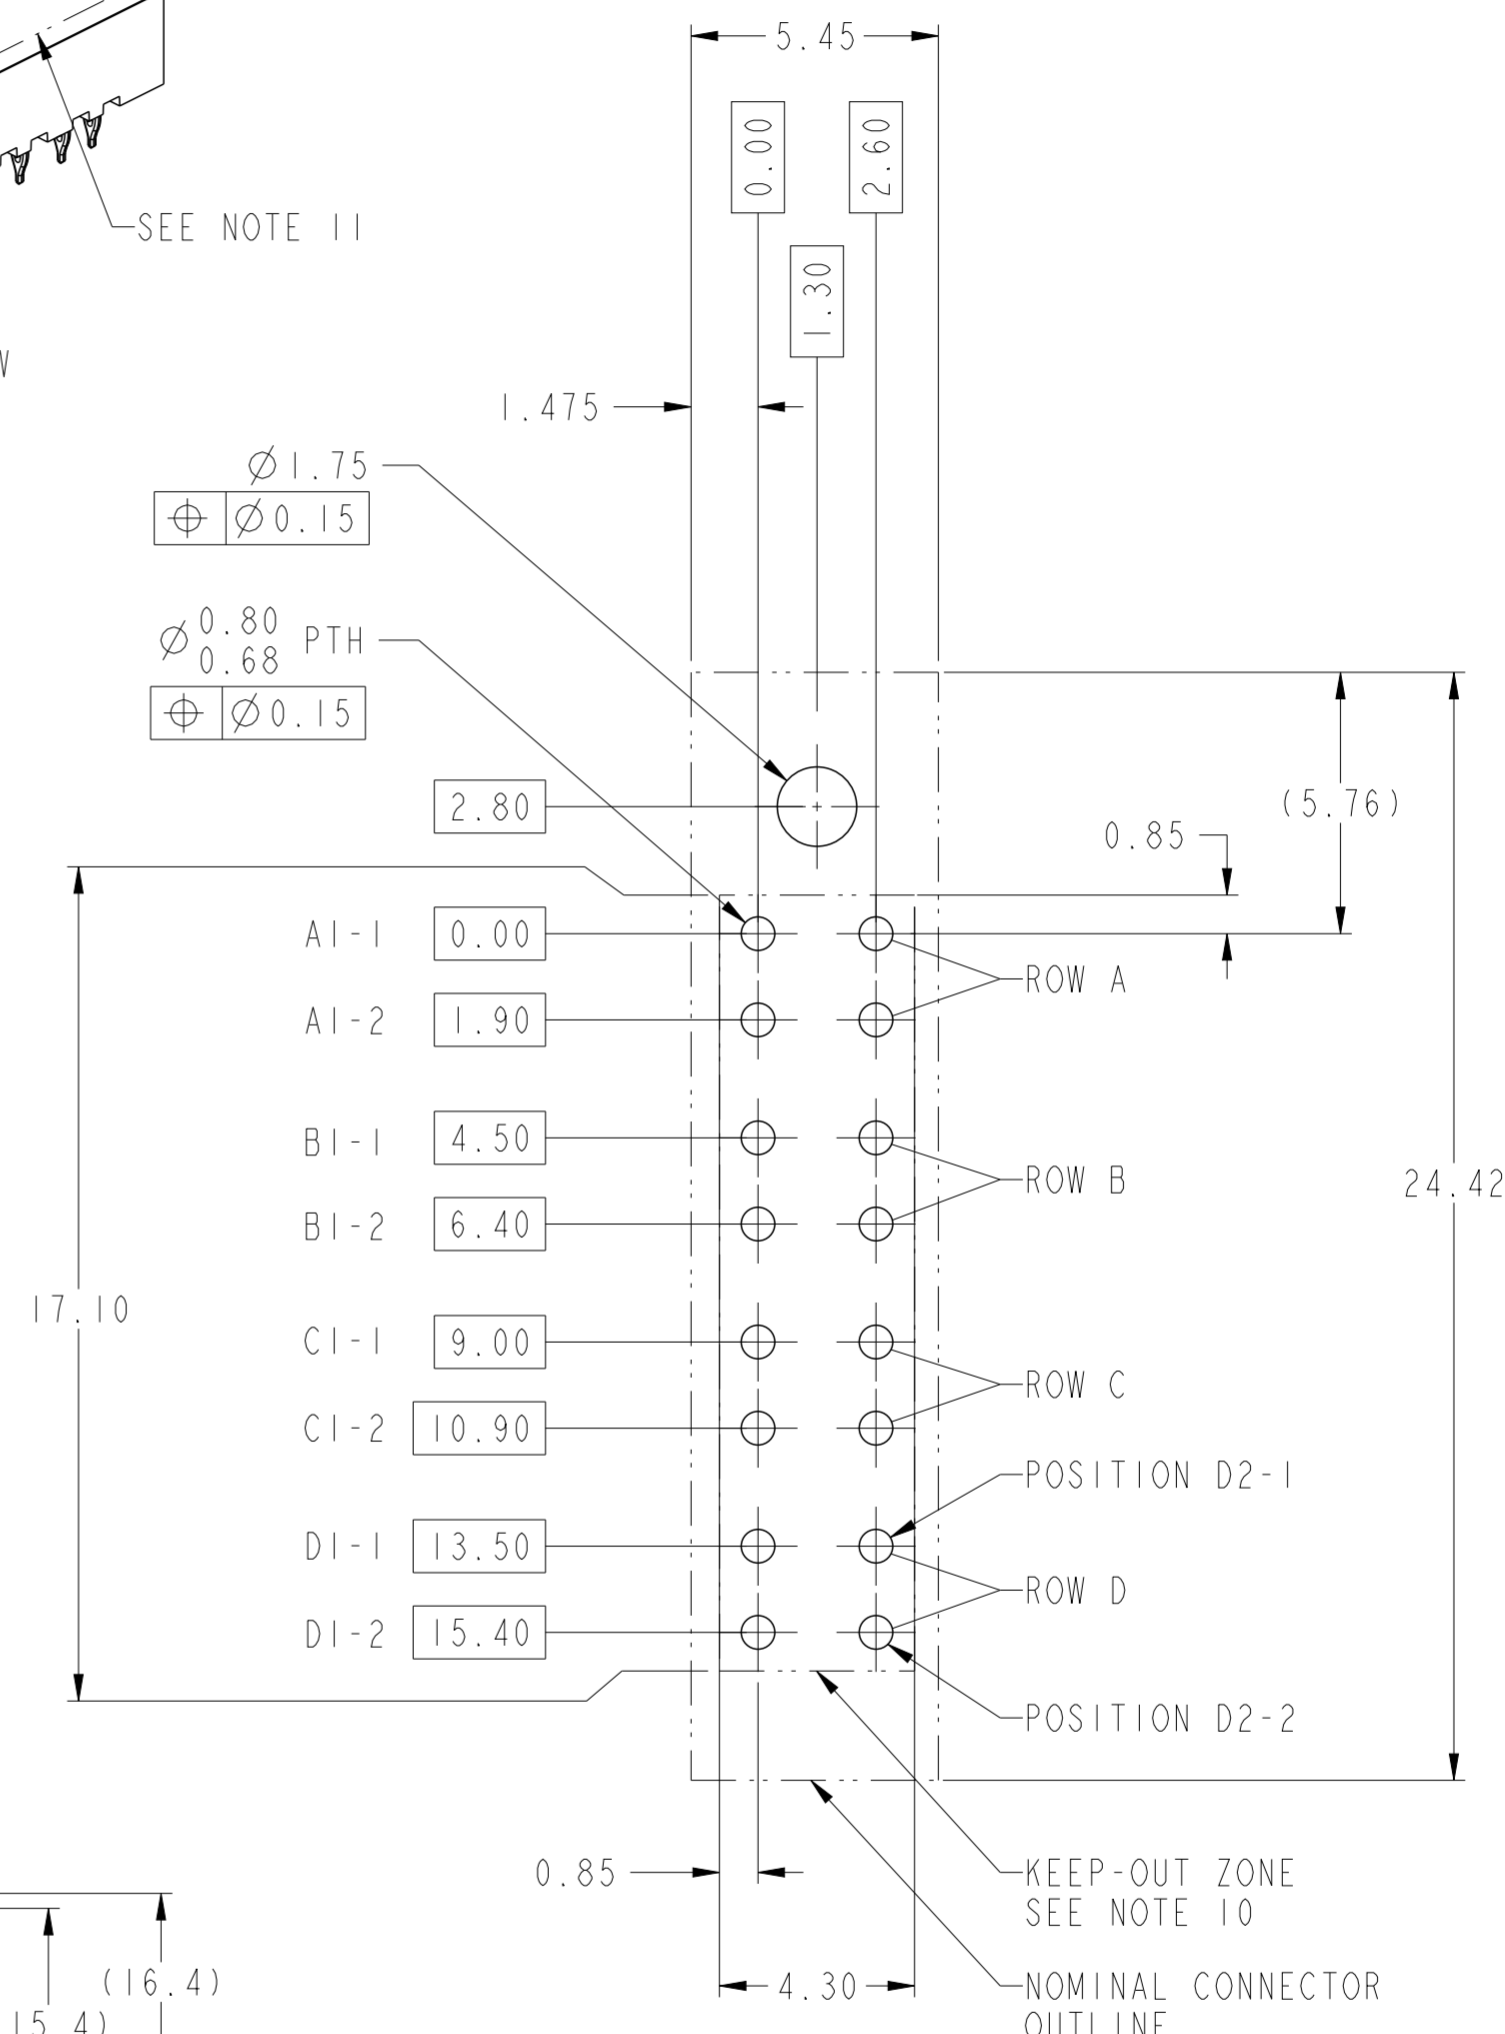 5.45
0.00
2.60
1.30
SEE NOTE 11
1.475
Ø1.75
⌖ Ø0.15
Ø 0.80
0.68 PTH
⌖ Ø0.15
2.80
(5.76)
0.85
A1-1 0.00
ROW A
A1-2 1.90
B1-1 4.50
ROW B
24.42
B1-2 6.40
17.10
C1-1 9.00
ROW C
C1-2 10.90
POSITION D2-1
D1-1 13.50
ROW D
D1-2 15.40
POSITION D2-2
0.85
KEEP-OUT ZONE
SEE NOTE 10
(16.4)
4.30
NOMINAL CONNECTOR
OUTLINE
15.4)